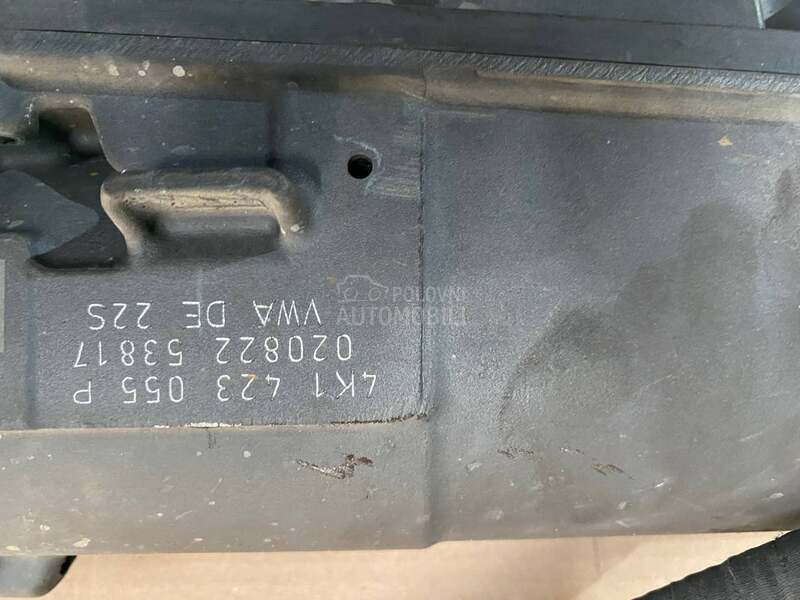 4K1 423 055 P
020822 53817
VWA DE 22S
POLOVNI
AUTOMOBILI